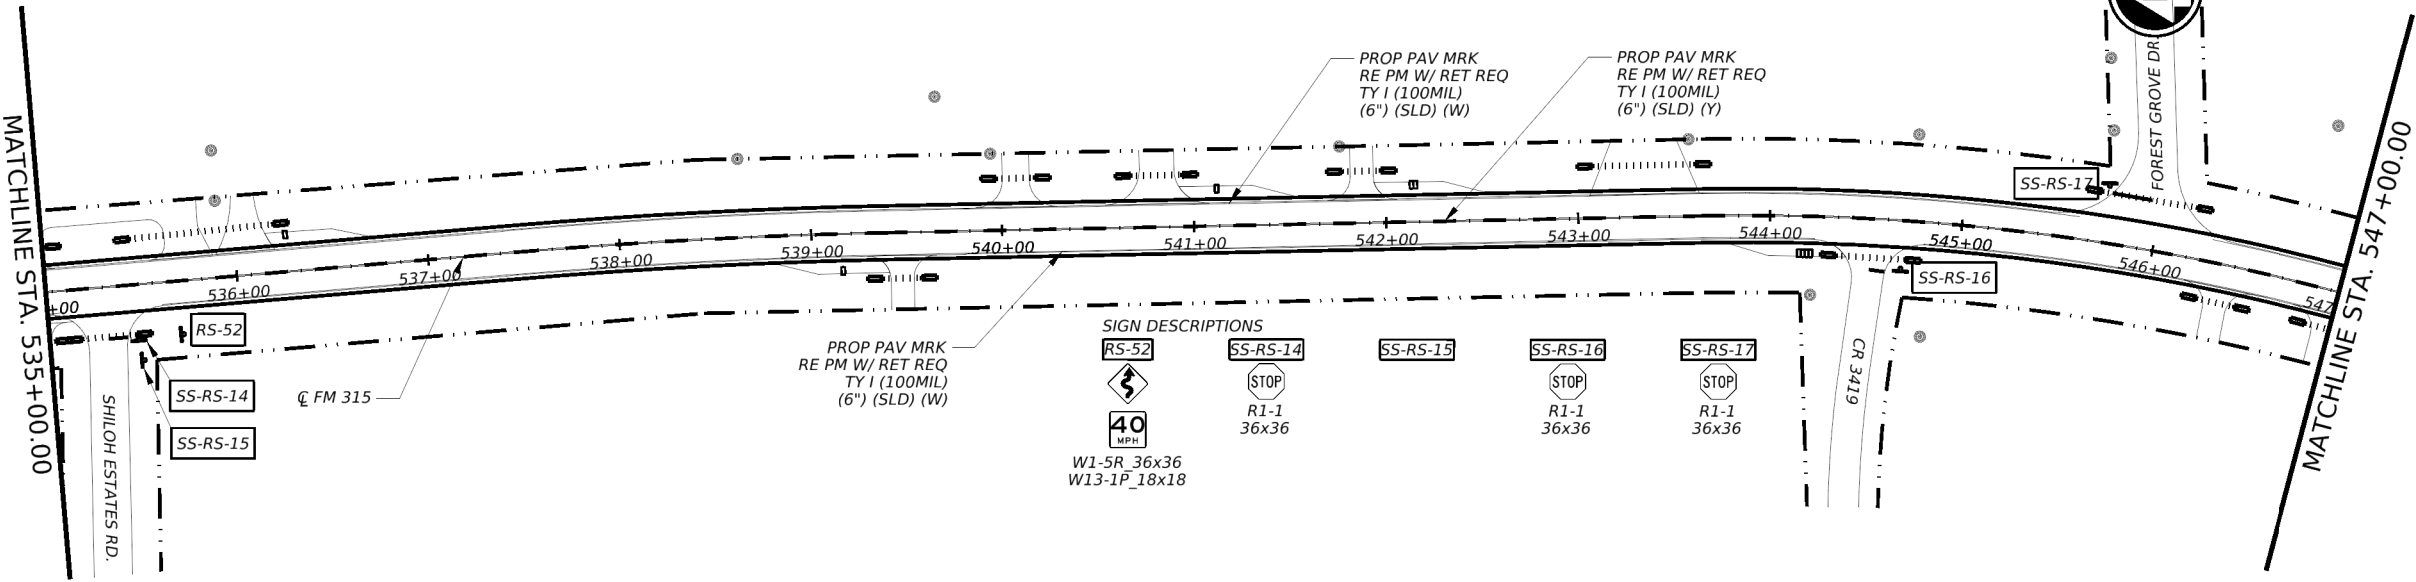 MATCHLINE STA. 535+00.00
PROP PAV MRK
RE PM W/ RET REQ
TY I (100MIL)
(6") (SLD) (W)
PROP PAV MRK
RE PM W/ RET REQ
TY I (100MIL)
(6") (SLD) (Y)
FOREST GROVE DR.
MATCHLINE STA. 547+00.00
SS-RS-17
+00
536+00
537+00
538+00
539+00
540+00
541+00
542+00
543+00
544+00
545+00
546+00
547
SS-RS-16
RS-52
SS-RS-14
SS-RS-15
SHILOH ESTATES RD.
℄ FM 315
PROP PAV MRK
RE PM W/ RET REQ
TY I (100MIL)
(6") (SLD) (W)
CR 3419
SIGN DESCRIPTIONS
RS-52
40
MPH
W1-5R_36x36
W13-1P_18x18
SS-RS-14
STOP
R1-1
36x36
SS-RS-15
SS-RS-16
STOP
R1-1
36x36
SS-RS-17
STOP
R1-1
36x36